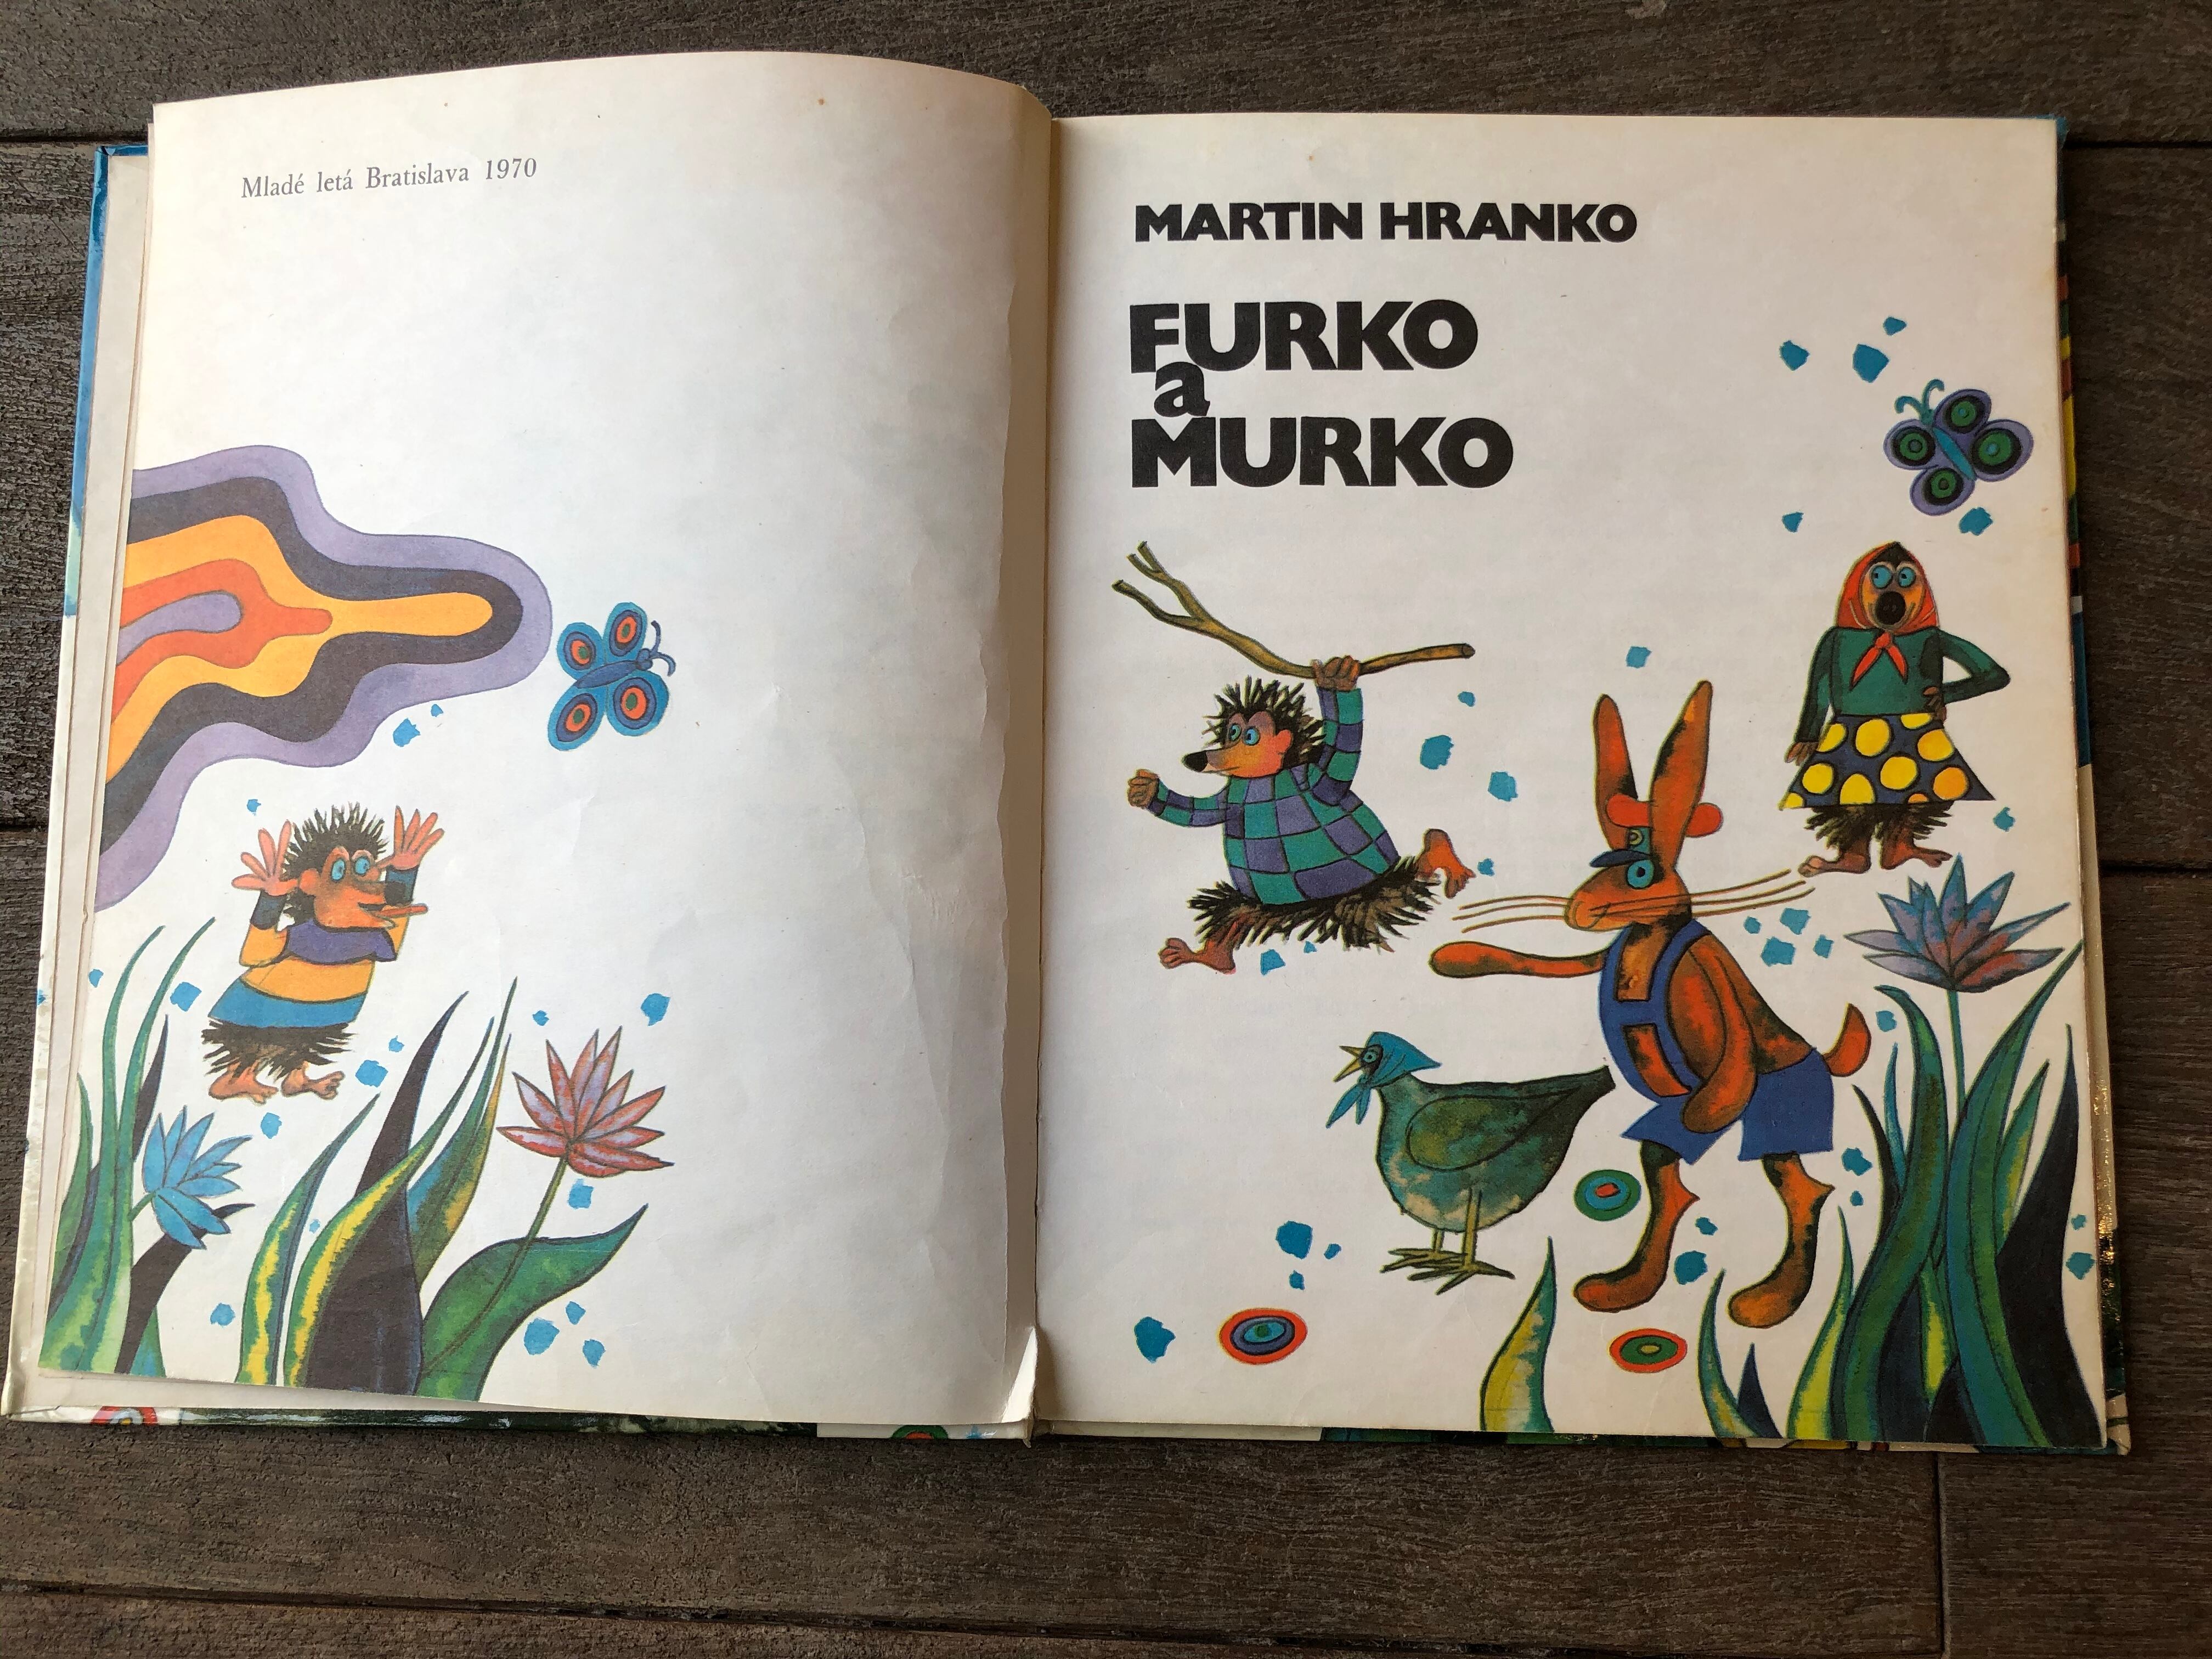 Mladé letá Bratislava 1970
MARTIN HRANKO
FURKO
a
MURKO